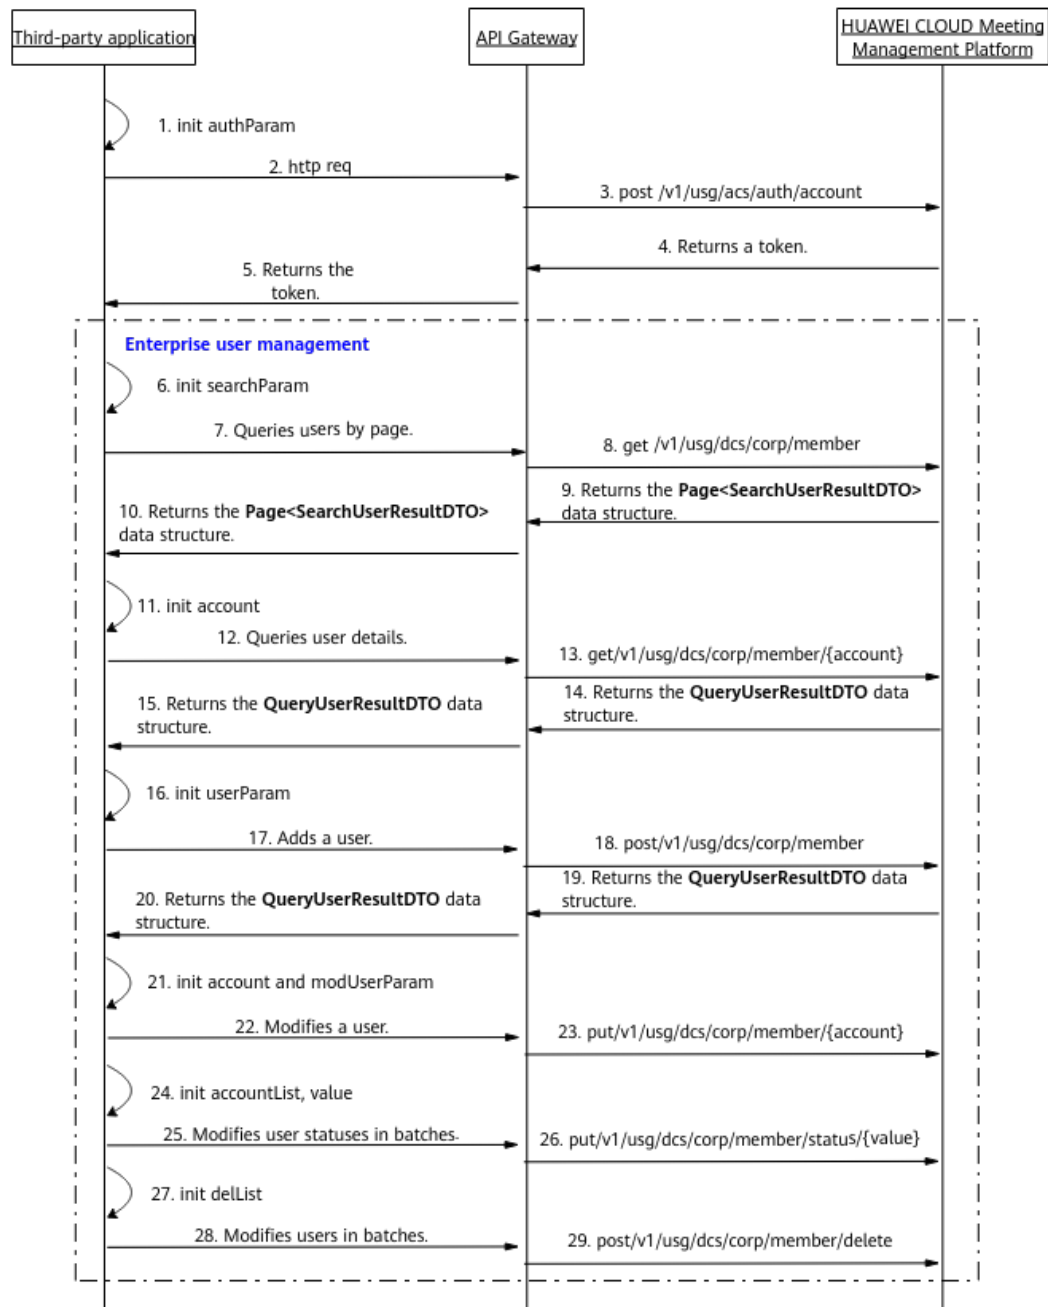 Third-party application
API Gateway
HUAWEI CLOUD Meeting
Management Platform
1. init authParam
2. http req
3. post /v1/usg/acs/auth/account
4. Returns a token.
5. Returns the
token.
Enterprise user management
6. init searchParam
7. Queries users by page.
8. get /v1/usg/dcs/corp/member
9. Returns the Page<SearchUserResultDTO>
data structure.
10. Returns the Page<SearchUserResultDTO>
data structure.
11. init account
12. Queries user details.
13. get/v1/usg/dcs/corp/member/{account}
14. Returns the QueryUserResultDTO data
structure.
15. Returns the QueryUserResultDTO data
structure.
16. init userParam
17. Adds a user.
18. post/v1/usg/dcs/corp/member
19. Returns the QueryUserResultDTO data
structure.
20. Returns the QueryUserResultDTO data
structure.
21. init account and modUserParam
22. Modifies a user.
23. put/v1/usg/dcs/corp/member/{account}
24. init accountList, value
25. Modifies user statuses in batches.
26. put/v1/usg/dcs/corp/member/status/{value}
27. init delList
28. Modifies users in batches.
29. post/v1/usg/dcs/corp/member/delete